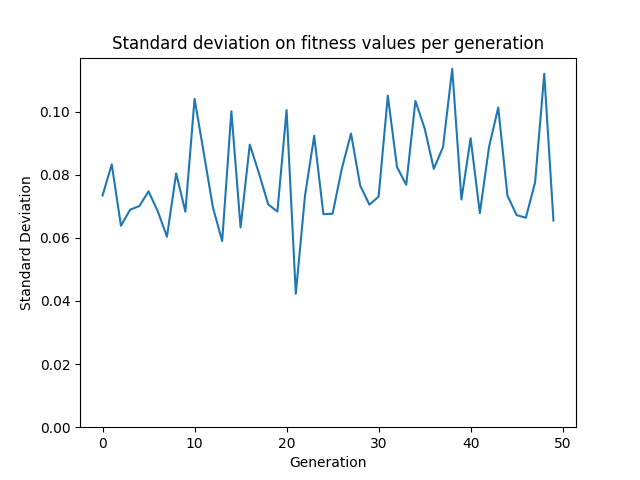 Standard deviation on fitness values per generation
Standard Deviation
0.10
0.08
0.06
0.04
0.02
0.00
0 10 20 30 40 50
Generation